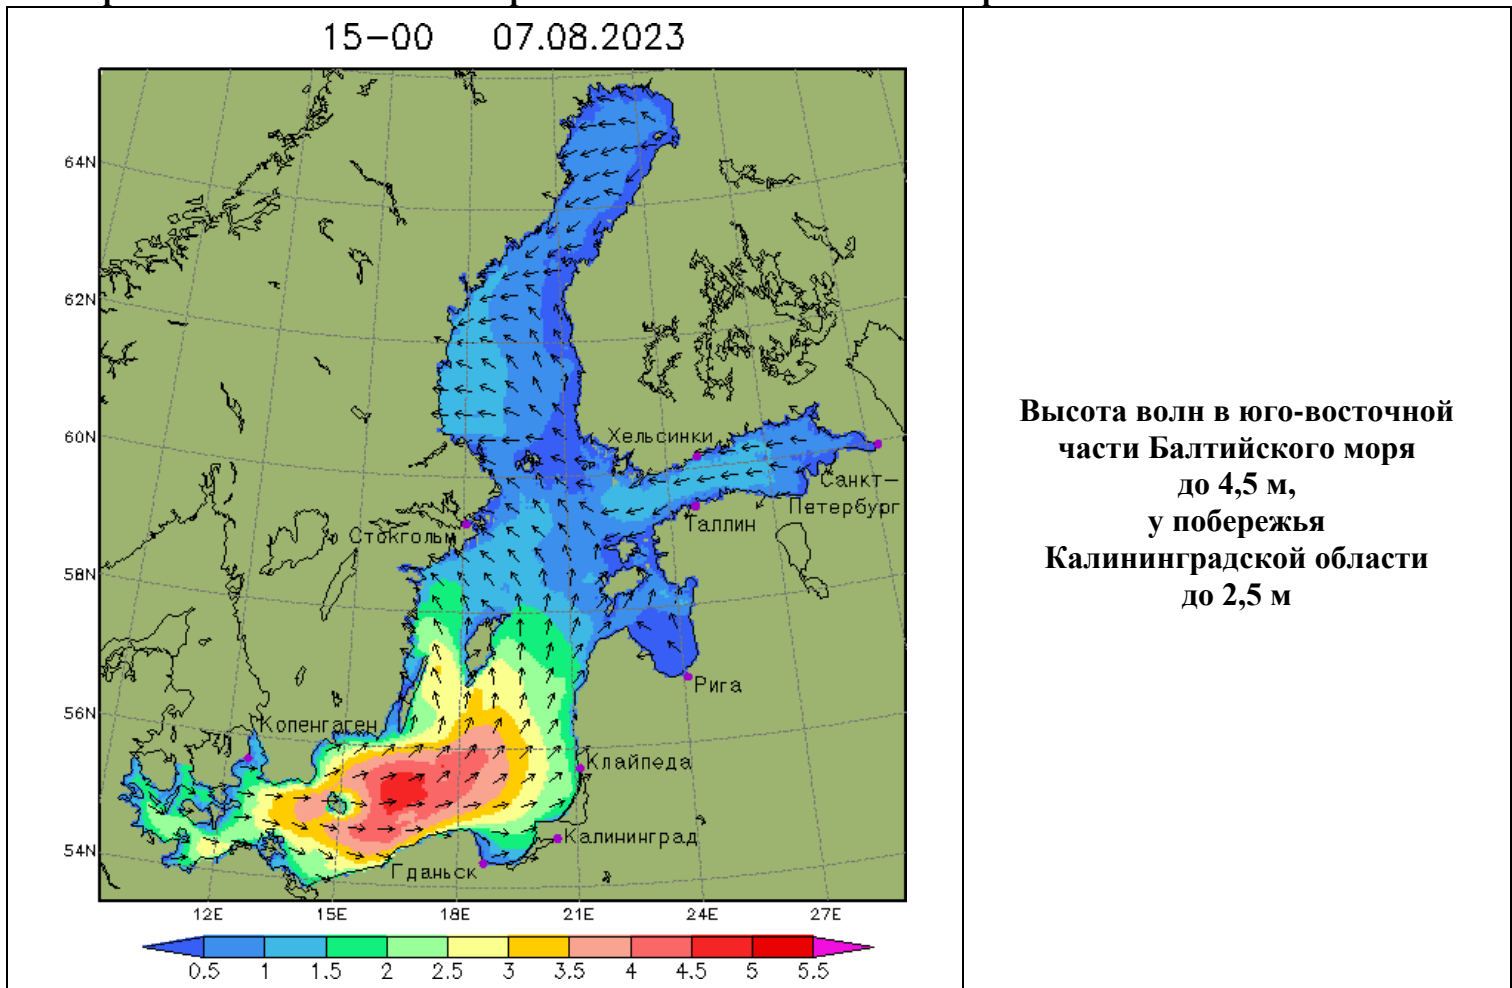 15-00 07.08.2023
64N
62N
60N
58N
56N
54N
Хельсинки
Санкт-
Петербург
Таллин
Стокгольм
Рига
Копенгаген
Клайпеда
Калининград
Гданьск
12E 15E 18E 21E 24E 27E
0.5 1 1.5 2 2.5 3 3.5 4 4.5 5 5.5
Высота волн в юго-восточной
части Балтийского моря
до 4,5 м,
у побережья
Калининградской области
до 2,5 м